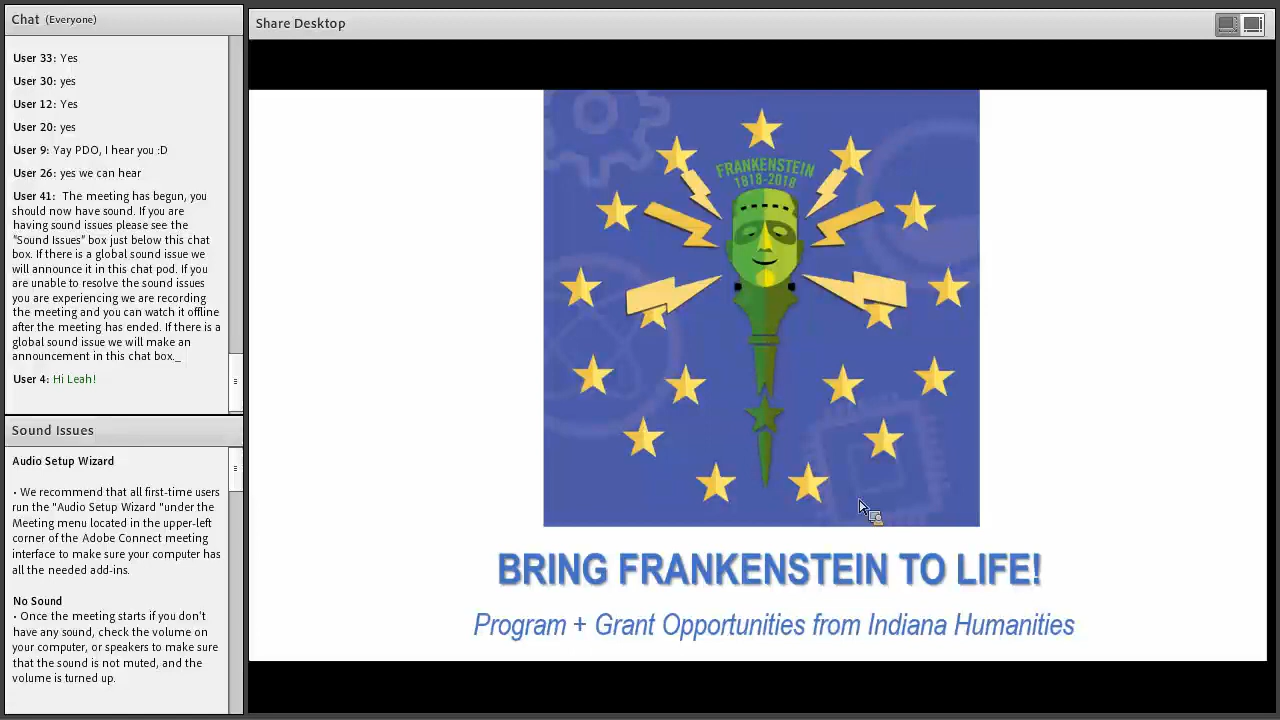 Chat (Everyone)
User 33: Yes
User 30: yes
User 12: Yes
User 20: yes
User 9: Yay PDO, I hear you :D
User 26: yes we can hear
User 41: The meeting has begun, you
should now have sound. If you are
having sound issues please see the
"Sound Issues" box just below this chat
box. If there is a global sound issue we
will announce it in this chat pod. If you
are unable to resolve the sound issues
you are experiencing we are recording
the meeting and you can watch it offline
after the meeting has ended. If there is a
global sound issue we will make an
announcement in this chat box._
User 4: Hi Leah!
Sound Issues
Audio Setup Wizard
• We recommend that all first-time users
run the "Audio Setup Wizard "under the
Meeting menu located in the upper-left
corner of the Adobe Connect meeting
interface to make sure your computer has
all the needed add-ins.
No Sound
• Once the meeting starts if you don't
have any sound, check the volume on
your computer, or speakers to make sure
that the sound is not muted, and the
volume is turned up.
Share Desktop
FRANKENSTEIN
1818-2018
BRING FRANKENSTEIN TO LIFE!
Program + Grant Opportunities from Indiana Humanities